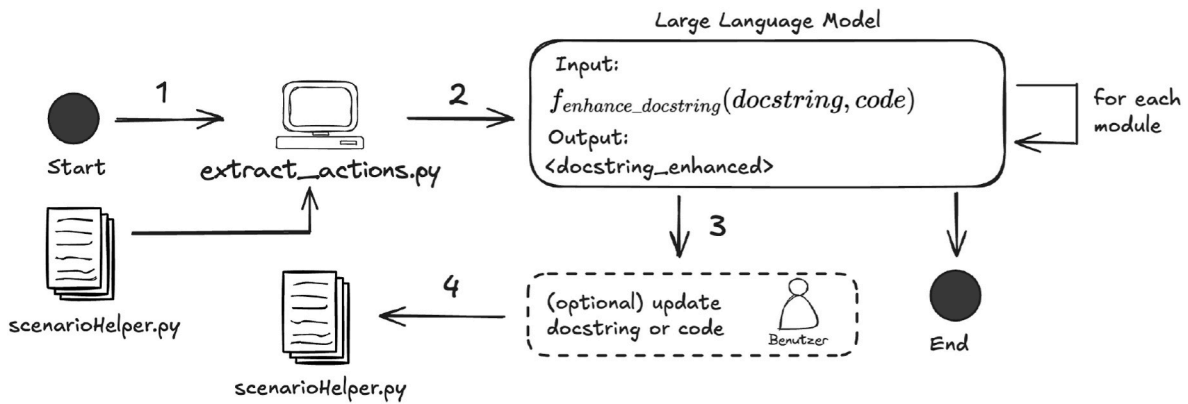 Large Language Model
1
2
Input:
f_enhance_docstring(docstring, code)
Output:
<docstring_enhanced>
for each
module
Start
extract_actions.py
3
4
(optional) update
docstring or code
Benutzer
scenarioHelper.py
End
scenarioHelper.py